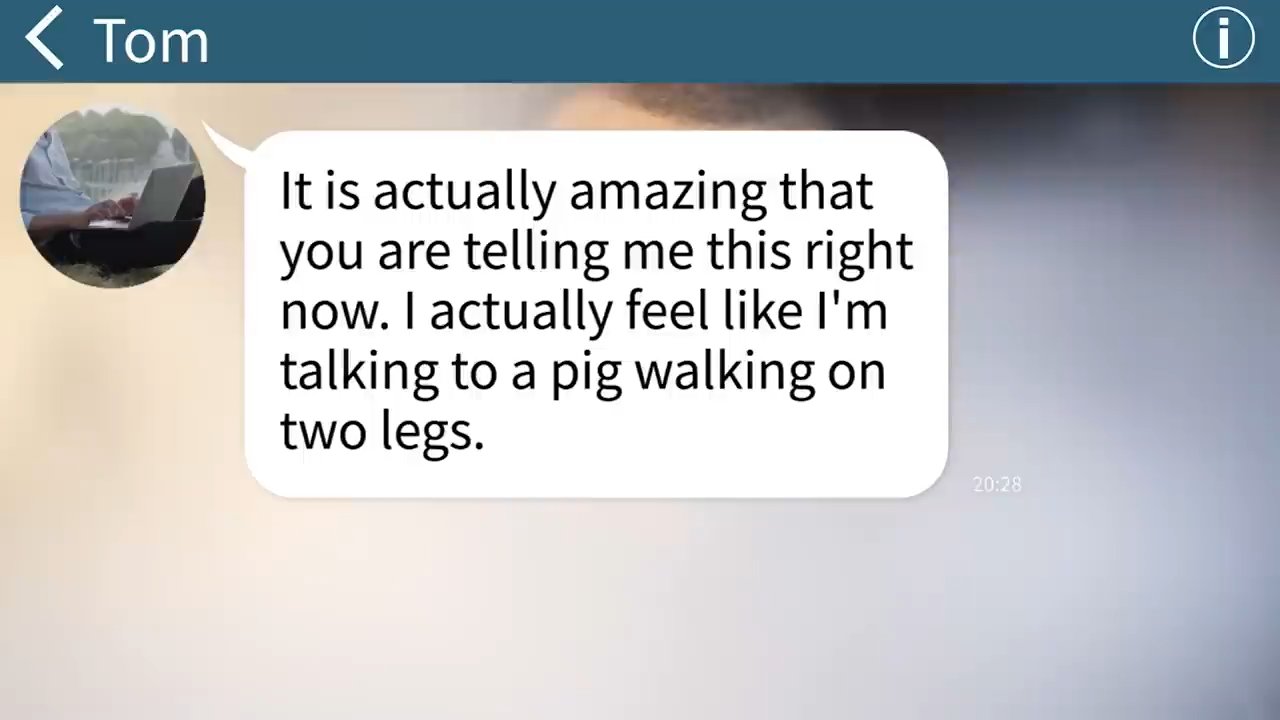 Tom
It is actually amazing that
you are telling me this right
now. I actually feel like I'm
talking to a pig walking on
two legs.
20:28